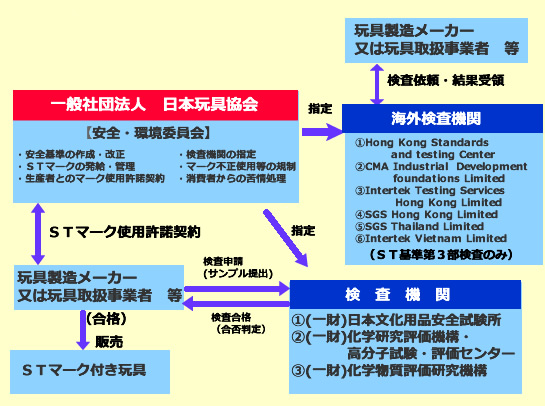 玩具製造メーカー
又は玩具取扱事業者　等
検査依頼・結果受領
一般社団法人　日本玩具協会
【安全・環境委員会】
・安全基準の作成・改正
・ＳＴマークの発給・管理
・生産者とのマーク使用許諾契約
・検査機関の指定
・マーク不正使用等の規制
・消費者からの苦情処理
指定
海外検査機関
①Hong Kong Standards
and testing Center
②CMA Industrial Development
foundations Limited
③Intertek Testing Services
Hong Kong Limited
④SGS Hong Kong Limited
⑤SGS Thailand Limited
⑥Intertek Vietnam Limited
（ＳＴ基準第３部検査のみ）
ＳＴマーク使用許諾契約
指定
玩具製造メーカー
又は玩具取扱事業者　等
検査申請
(サンプル提出)
検査合格
(合否判定)
検　査　機　関
①(一財)日本文化用品安全試験所
②(一財)化学研究評価機構・
高分子試験・評価センター
③(一財)化学物質評価研究機構
(合格)
販売
ＳＴマーク付き玩具